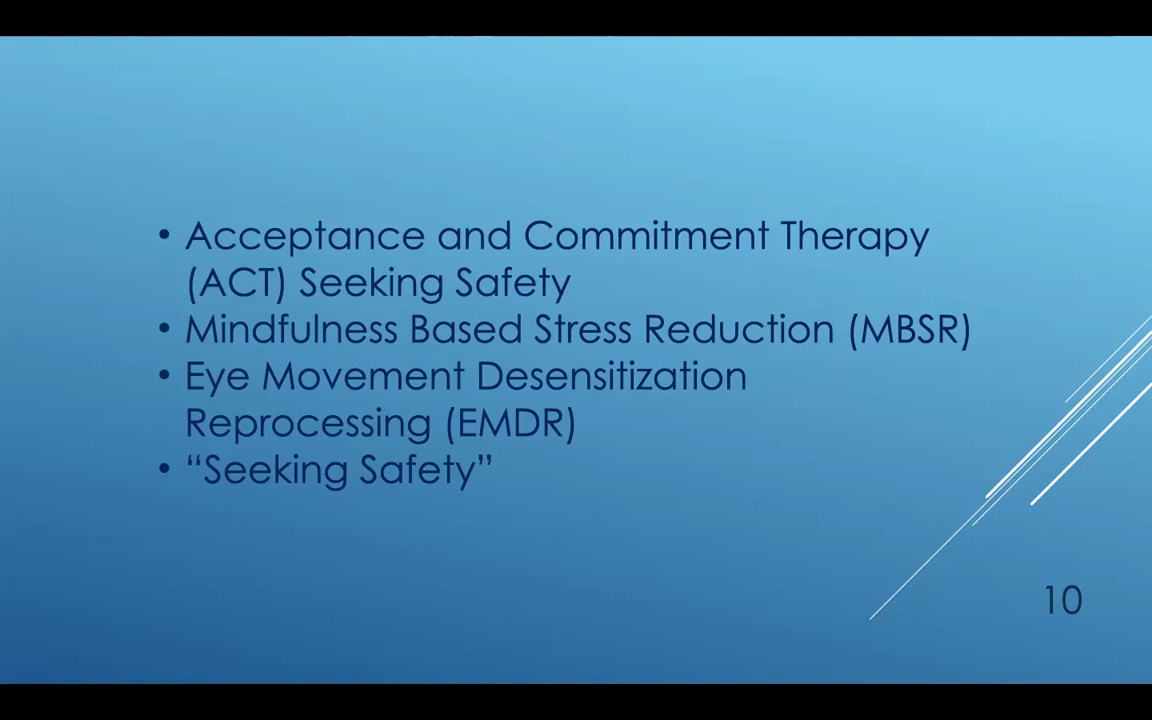 • Acceptance and Commitment Therapy
(ACT) Seeking Safety
• Mindfulness Based Stress Reduction (MBSR)
• Eye Movement Desensitization
Reprocessing (EMDR)
• “Seeking Safety”
10